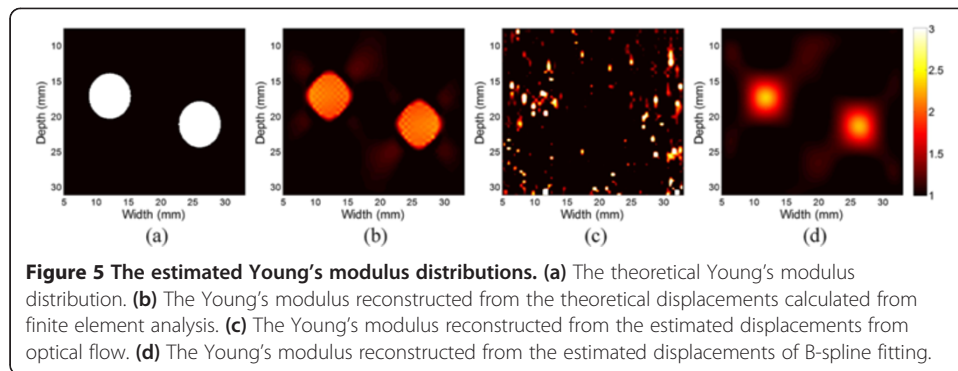 3
2.5
2
1.5
1
Depth (mm)
10
15
20
25
30
5 10 15 20 25 30
Width (mm)
(a)
Depth (mm)
10
15
20
25
30
5 10 15 20 25 30
Width (mm)
(b)
Depth (mm)
10
15
20
25
30
5 10 15 20 25 30
Width (mm)
(c)
Depth (mm)
10
15
20
25
30
5 10 15 20 25 30
Width (mm)
(d)
Figure 5 The estimated Young's modulus distributions. (a) The theoretical Young's modulus
distribution. (b) The Young's modulus reconstructed from the theoretical displacements calculated from
finite element analysis. (c) The Young's modulus reconstructed from the estimated displacements from
optical flow. (d) The Young's modulus reconstructed from the estimated displacements of B-spline fitting.